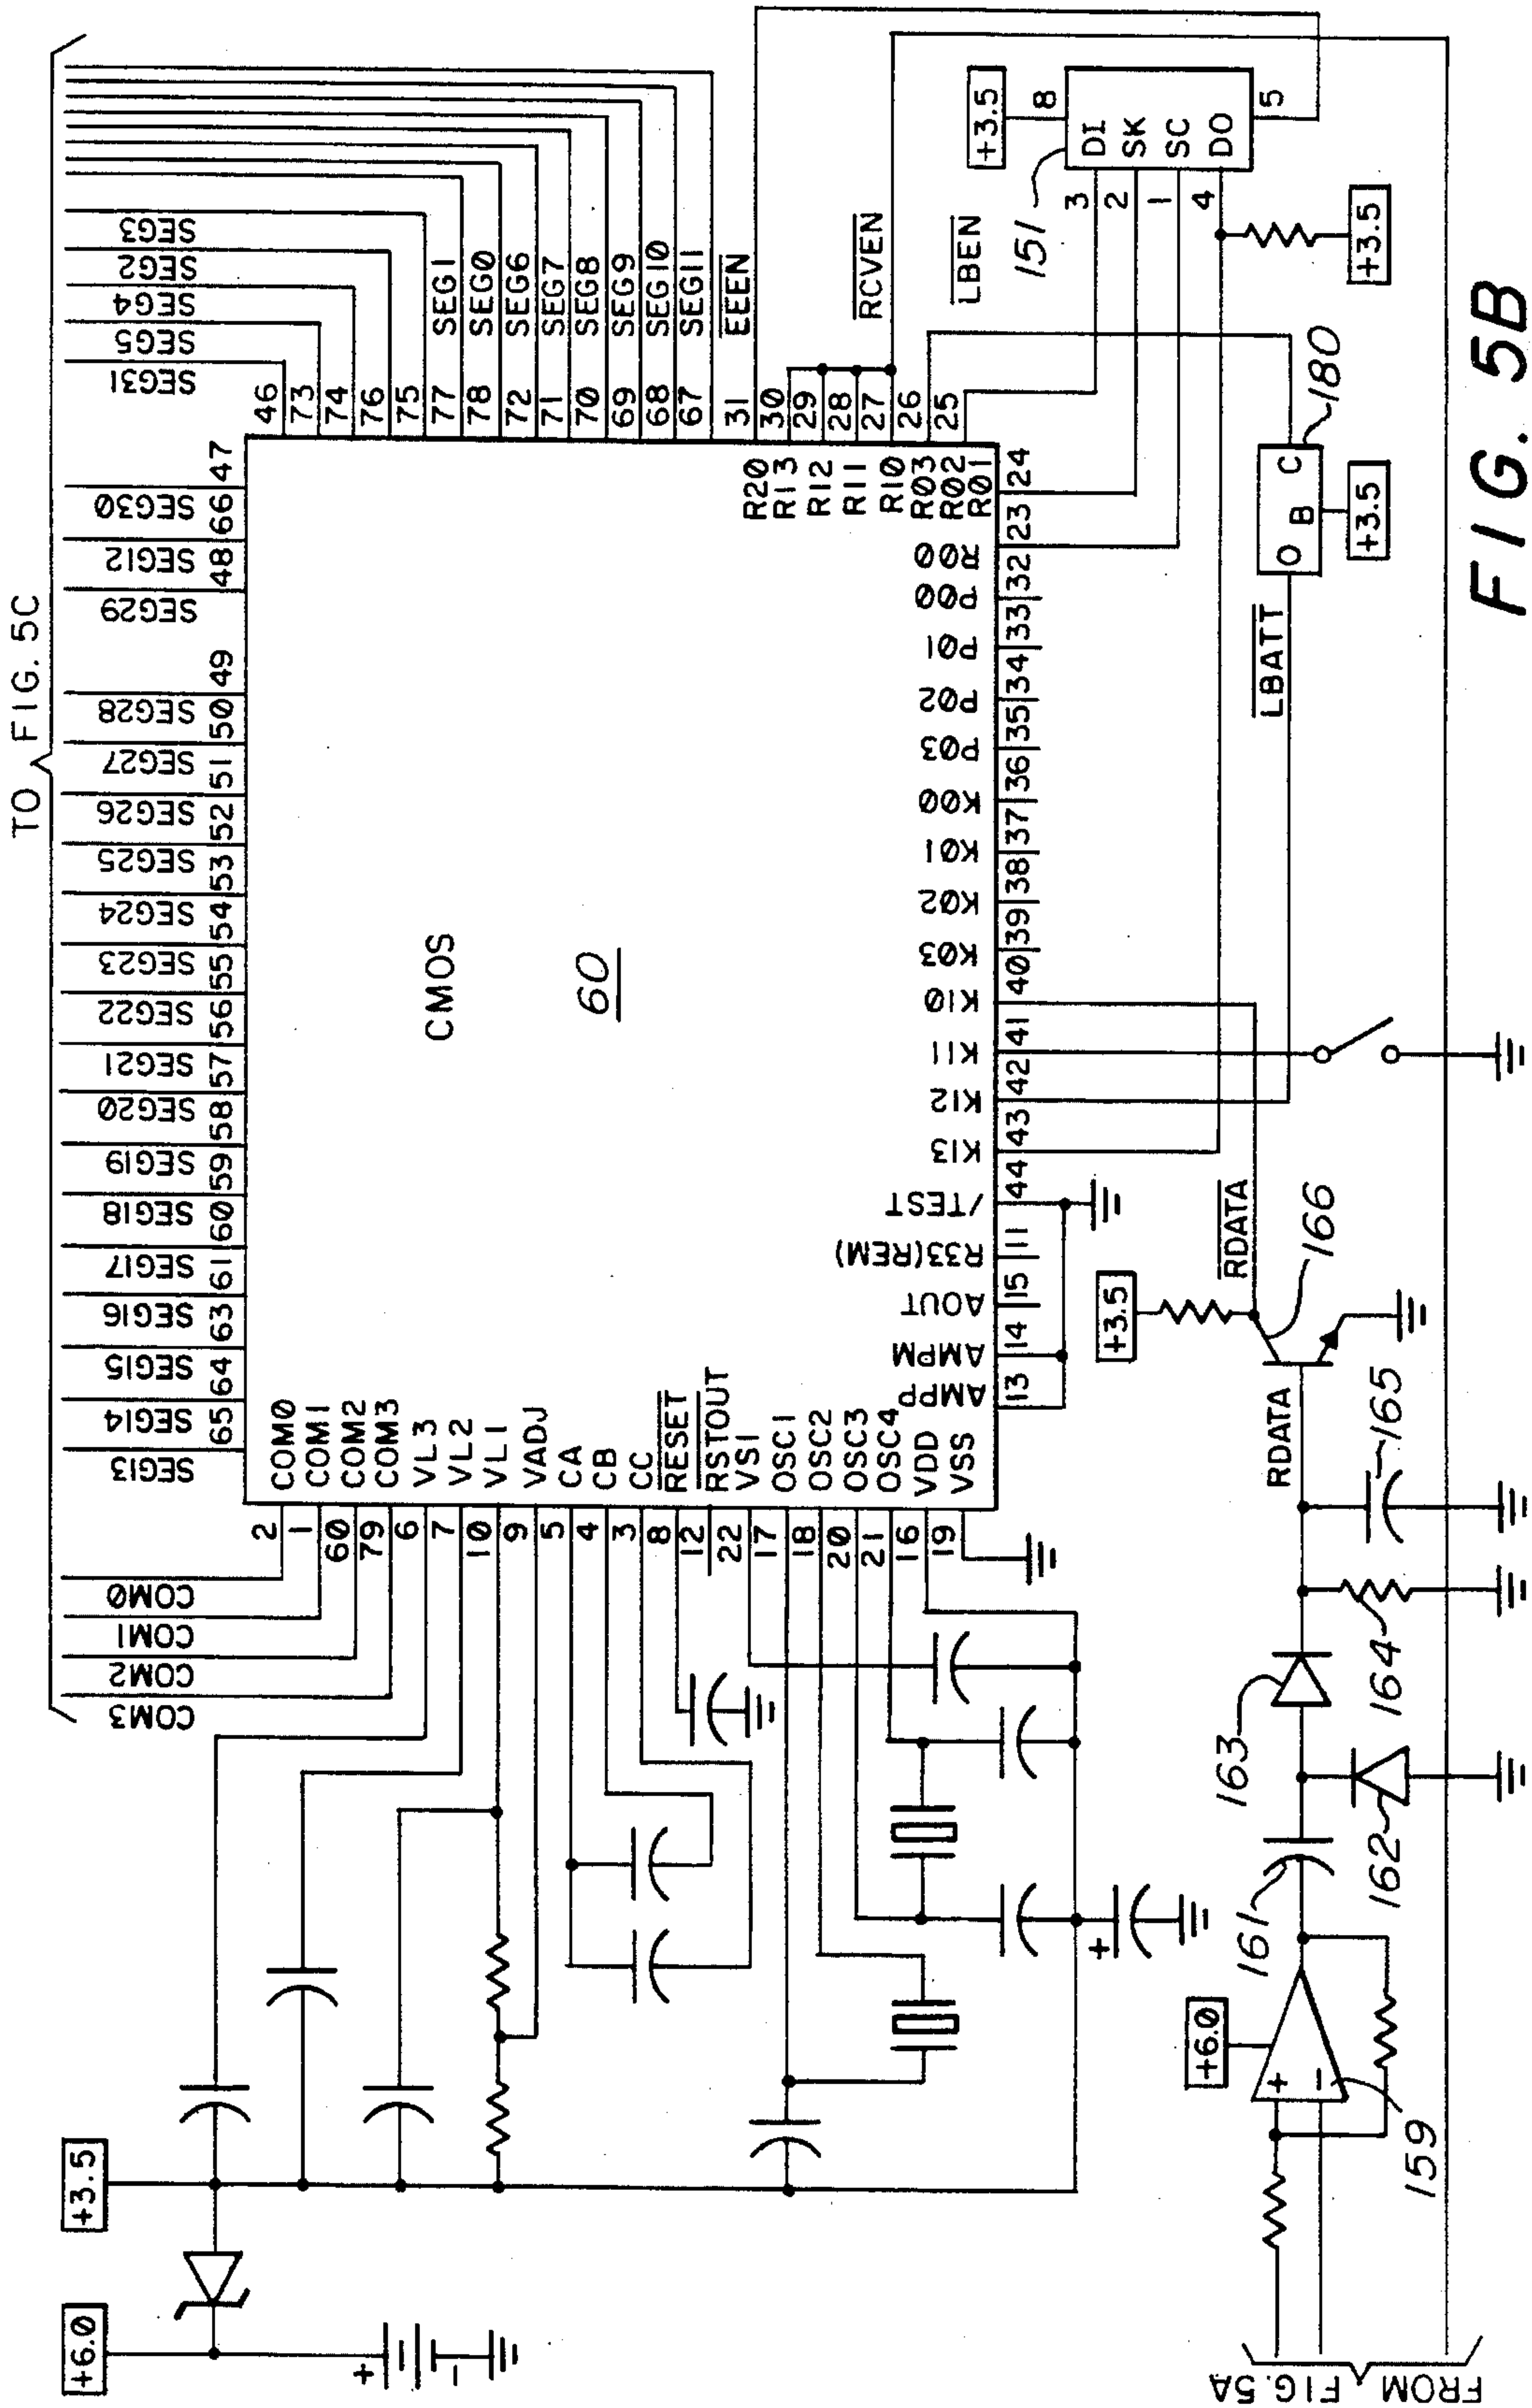 TO FIG. 5C
COM3
COM2
COM1
COM0
SEG13
SEG14
SEG15
SEG16
SEG17
SEG18
SEG19
SEG20
SEG21
SEG22
SEG23
SEG24
SEG25
SEG26
SEG27
SEG28
SEG29
SEG12
SEG30
SEG31
SEG5
SEG4
SEG2
SEG3
65 64 63 61 60 59 58 57 56 55 54 53 52 51 50 49 48 66 47
2 COM0
1 COM1
60 COM2
79 COM3
6 VL3
7 VL2
10 VL1
9 VADJ
5 CA
4 CB
3 CC
8 RESET
12 RSTOUT
22 VS1
17 OSC1
18 OSC2
20 OSC3
21 OSC4
16 VDD
19 VSS
CMOS
60
46
73
74
76
75
77 SEG1
78 SEG0
72 SEG6
71 SEG7
70 SEG8
69 SEG9
68 SEG10
67 SEG11
R20 31 EEEN
R13 30
R12 29
R11 28
R10 27 RCVEN
R03 26 LBEN
R02 25
R01 24
AMPP AMPM AOUT R33(REM) /TEST K13 K12 K11 K10 K03 K02 K01 K00 P03 P02 P01 P00 R00
13 14 15 11 44 43 42 41 40 39 38 37 36 35 34 33 32 23
+6.0
+3.5
+
-
+
151
+3.5
8
3 DI
2 SK
1 SC
4 DO
5
+3.5
LBATT
O B C
180
+3.5
FROM FIG. 5A
+6.0
+
-
159
161
162
163
164
RDATA
165
+3.5
RDATA
166
FIG. 5B